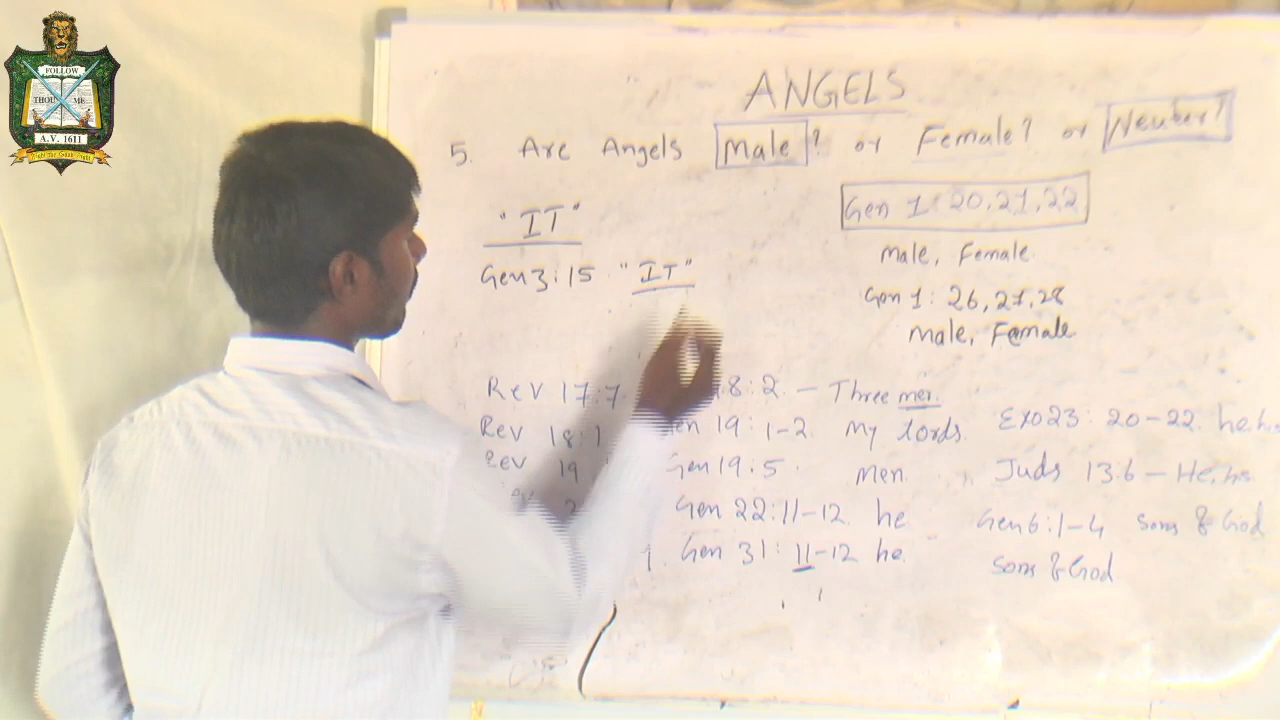 FOLLOW
THOU ME
A.V. 1611
ANGELS
5. Are Angels Male? or Female? or Neuter?
"IT"
Gen 3:15 "IT"
Gen 1:20,21,22
Male, Female
Gen 1:26,27,28
Male, Female
Rev 17:7
Rev 18:1
Rev 19
8:2 — Three men.
Gen 19:1-2. My Lords.
Gen 19:5. Men.
Gen 22:11-12. he
Gen 31:11-12 he.
Exo 23:20-22. he.
Juds 13:6 — He, his
Gen 6:1-4 Sons of God
Sons of God